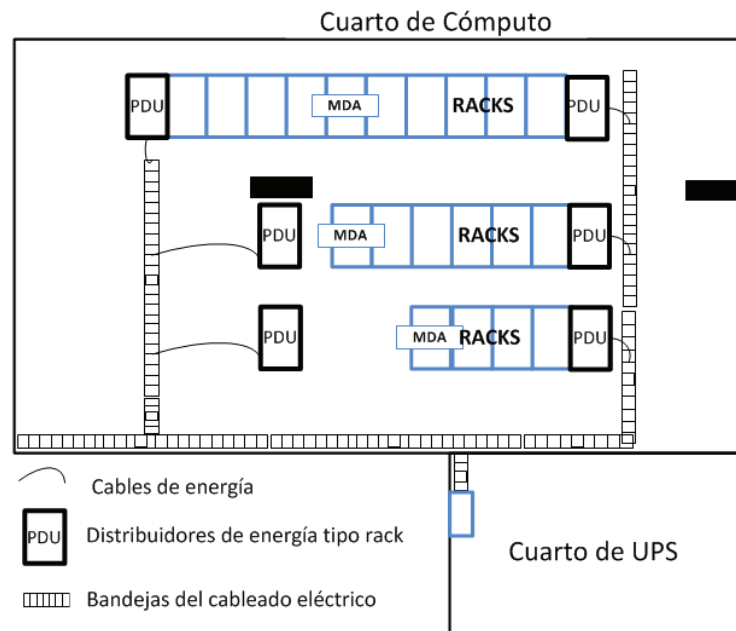 Cuarto de Cómputo
PDU MDA RACKS PDU
PDU MDA RACKS PDU
PDU MDA RACKS PDU
Cables de energía
PDU Distribuidores de energía tipo rack
Bandejas del cableado eléctrico
Cuarto de UPS